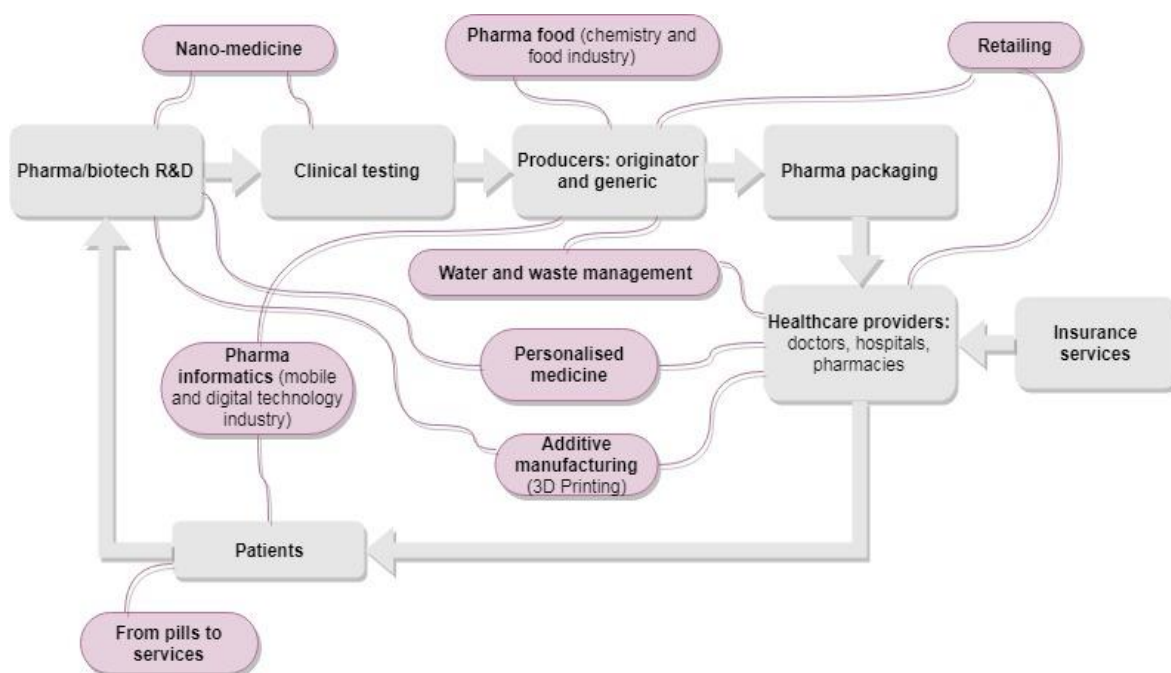 Nano-medicine
Pharma food (chemistry and
food industry)
Retailing
Pharma/biotech R&D
Clinical testing
Producers: originator
and generic
Pharma packaging
Water and waste management
Healthcare providers:
doctors, hospitals,
pharmacies
Insurance
services
Pharma
informatics (mobile
and digital technology
industry)
Personalised
medicine
Additive
manufacturing
(3D Printing)
Patients
From pills to
services